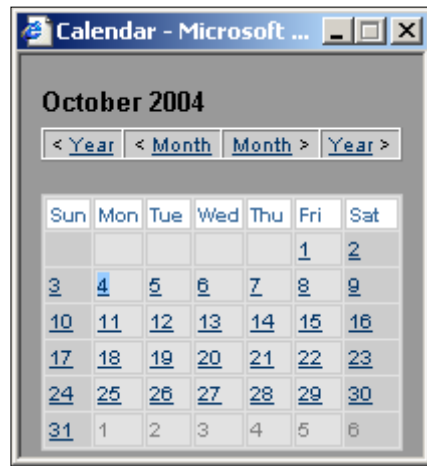 Calendar - Microsoft ...
October 2004
< Year < Month Month > Year >
Sun Mon Tue Wed Thu Fri Sat
1 2
3 4 5 6 7 8 9
10 11 12 13 14 15 16
17 18 19 20 21 22 23
24 25 26 27 28 29 30
31 1 2 3 4 5 6